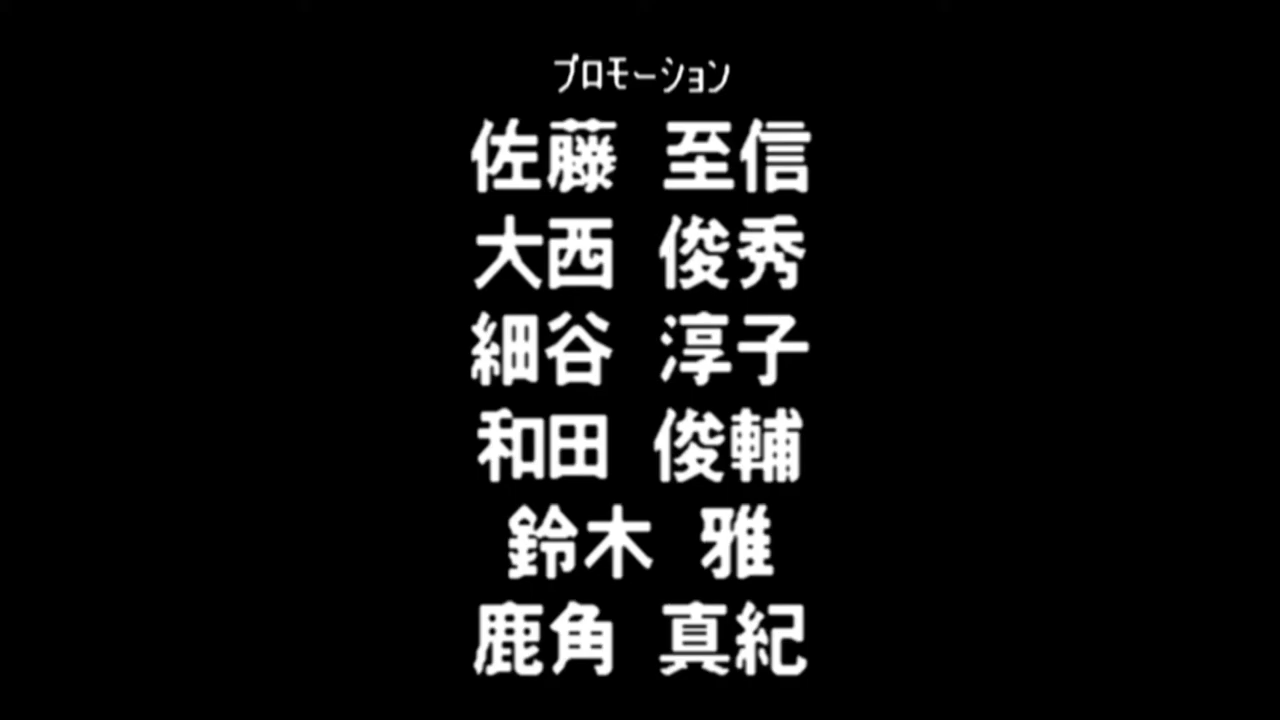 プロモーション
佐藤 至信
大西 俊秀
細谷 淳子
和田 俊輔
鈴木 雅
鹿角 真紀